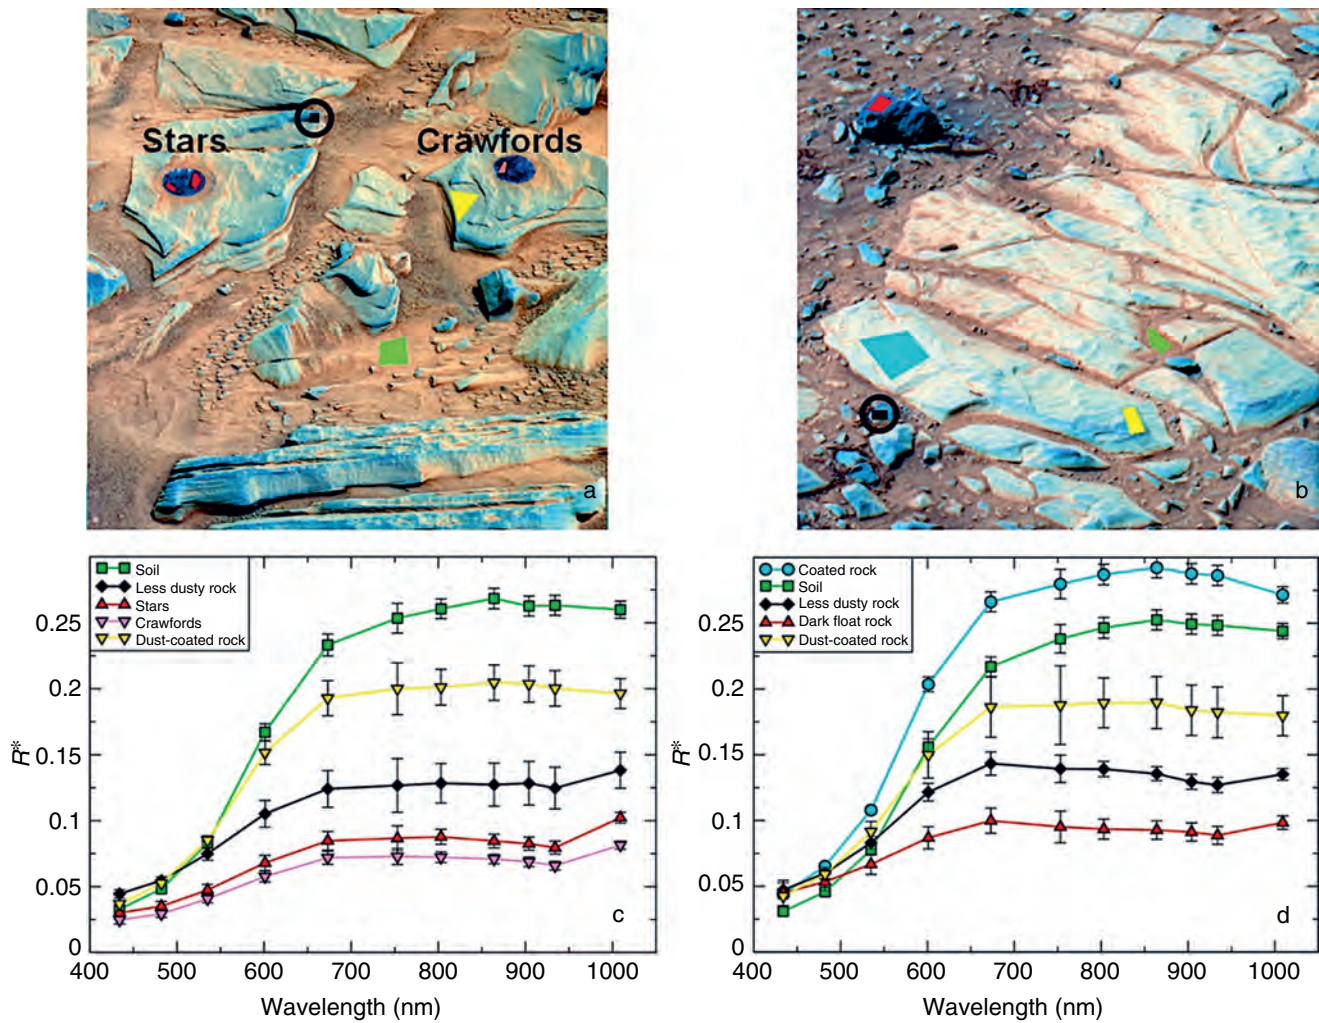 Stars
Crawfords
a
b
Soil
Less dusty rock
Stars
Crawfords
Dust-coated rock
0.25
0.2
0.15
0.1
0.05
0
R*
400 500 600 700 800 900 1000
Wavelength (nm)
c
Coated rock
Soil
Less dusty rock
Dark float rock
Dust-coated rock
0.25
0.2
0.15
0.1
0.05
0
R*
400 500 600 700 800 900 1000
Wavelength (nm)
d